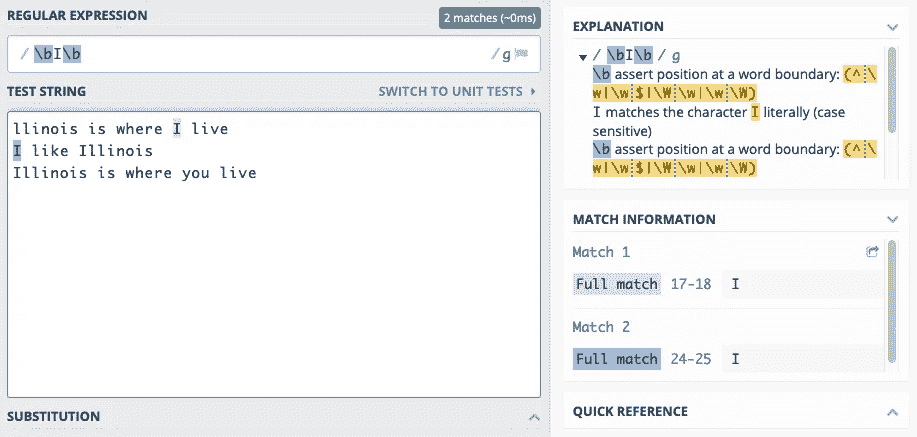 REGULAR EXPRESSION
2 matches (~0ms)
/ \bI\b / g
TEST STRING
SWITCH TO UNIT TESTS
llinois is where I live
I like Illinois
Illinois is where you live
SUBSTITUTION
EXPLANATION
/ \bI\b / g
\b assert position at a word boundary: (^|\
w|\w|$|\W|\w|\w|\W)
I matches the character I literally (case
sensitive)
\b assert position at a word boundary: (^|\
w|\w|$|\W|\w|\w|\W)
MATCH INFORMATION
Match 1
Full match 17-18 I
Match 2
Full match 24-25 I
QUICK REFERENCE